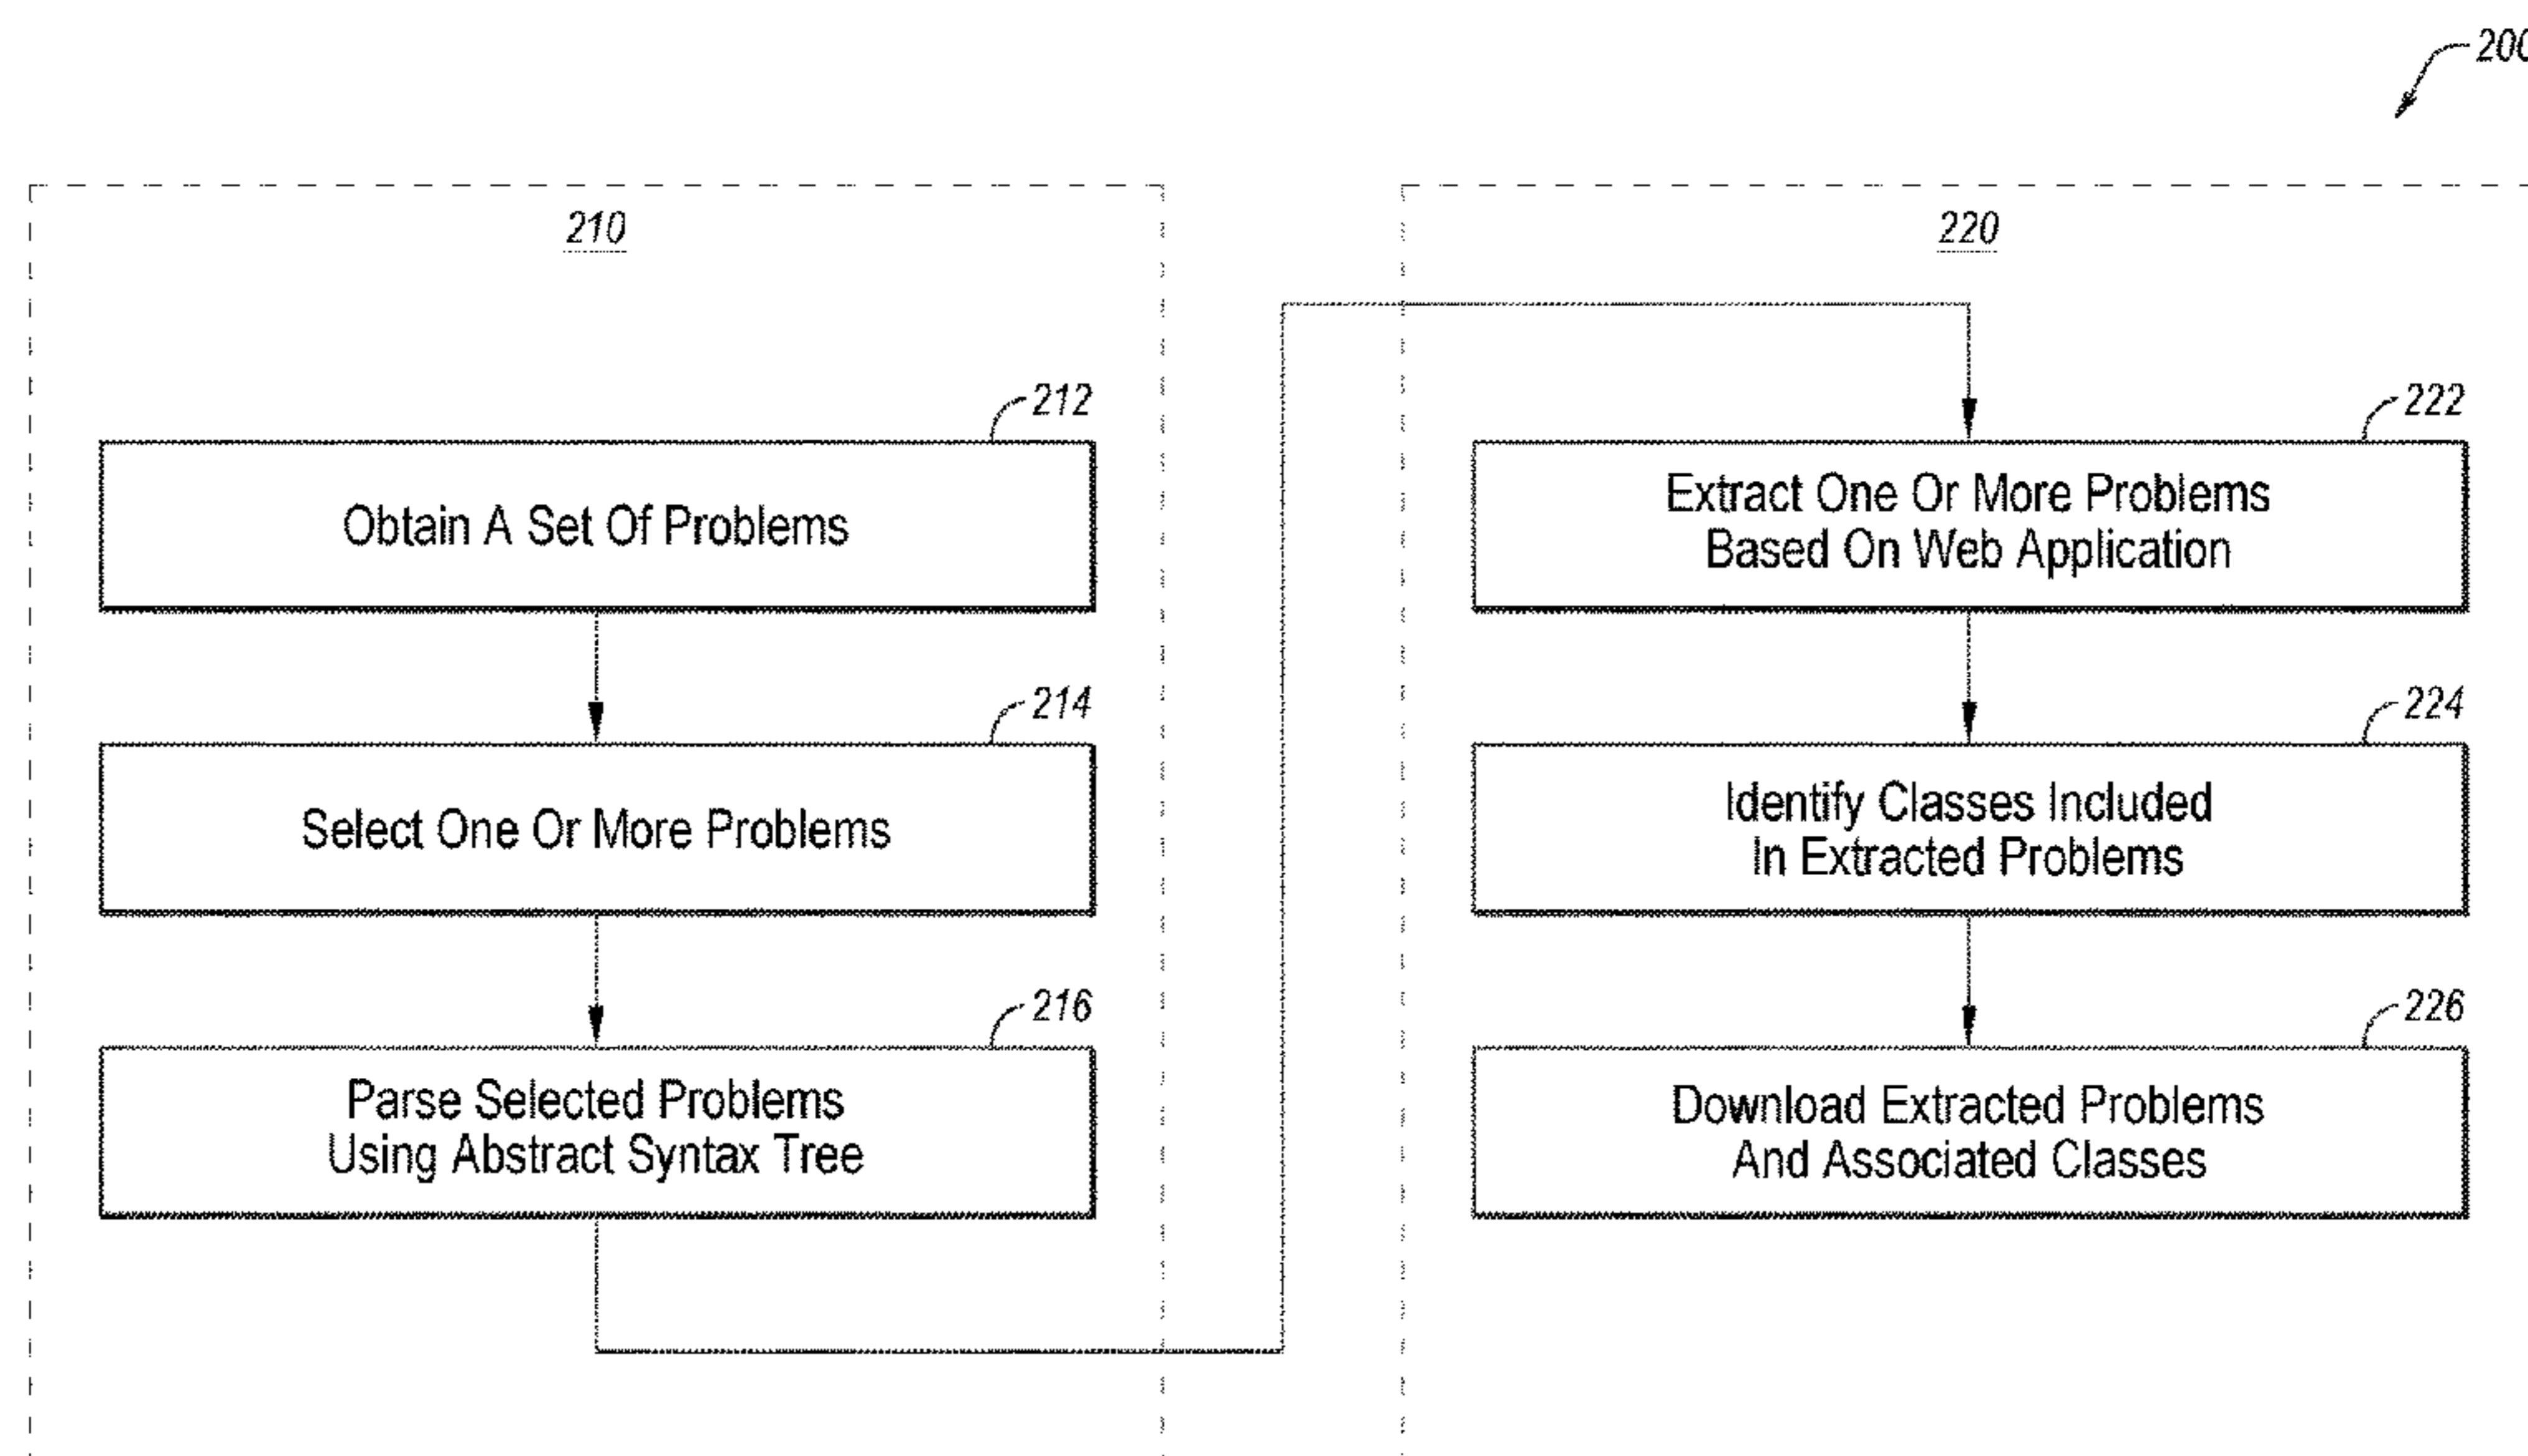 200
210
212
Obtain A Set Of Problems
214
Select One Or More Problems
216
Parse Selected Problems
Using Abstract Syntax Tree
220
222
Extract One Or More Problems
Based On Web Application
224
Identify Classes Included
In Extracted Problems
226
Download Extracted Problems
And Associated Classes